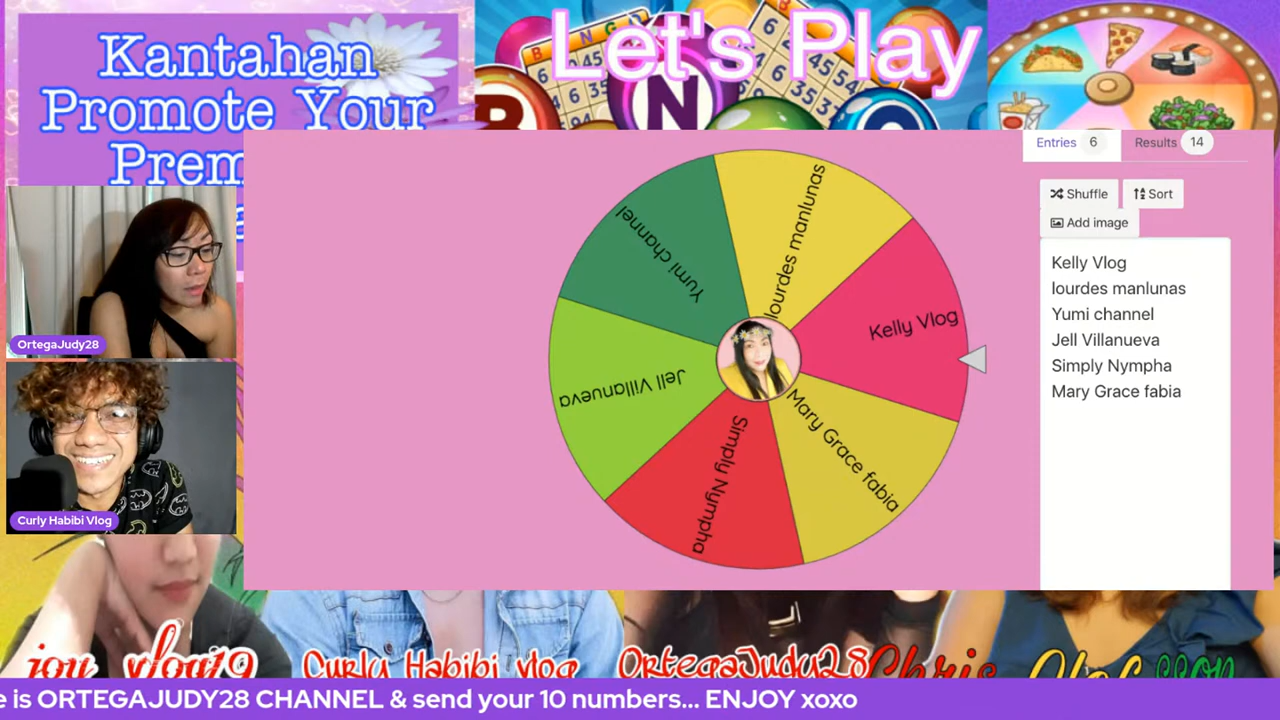 Kantahan
Promote Your
Prem
Let's Play
B I N G
N
Entries 6
Results 14
Shuffle
Sort
Add image
Kelly Vlog
lourdes manlunas
Yumi channel
Jell Villanueva
Simply Nympha
Mary Grace fabia
lourdes manlunas
Kelly Vlog
Mary Grace fabia
Simply Nympha
Jell Villanueva
Yumi channel
OrtegaJudy28
Curly Habibi Vlog
Curly Habibi vlog
OrtegaJudy28
Chris
e is ORTEGAJUDY28 CHANNEL & send your 10 numbers... ENJOY xoxo